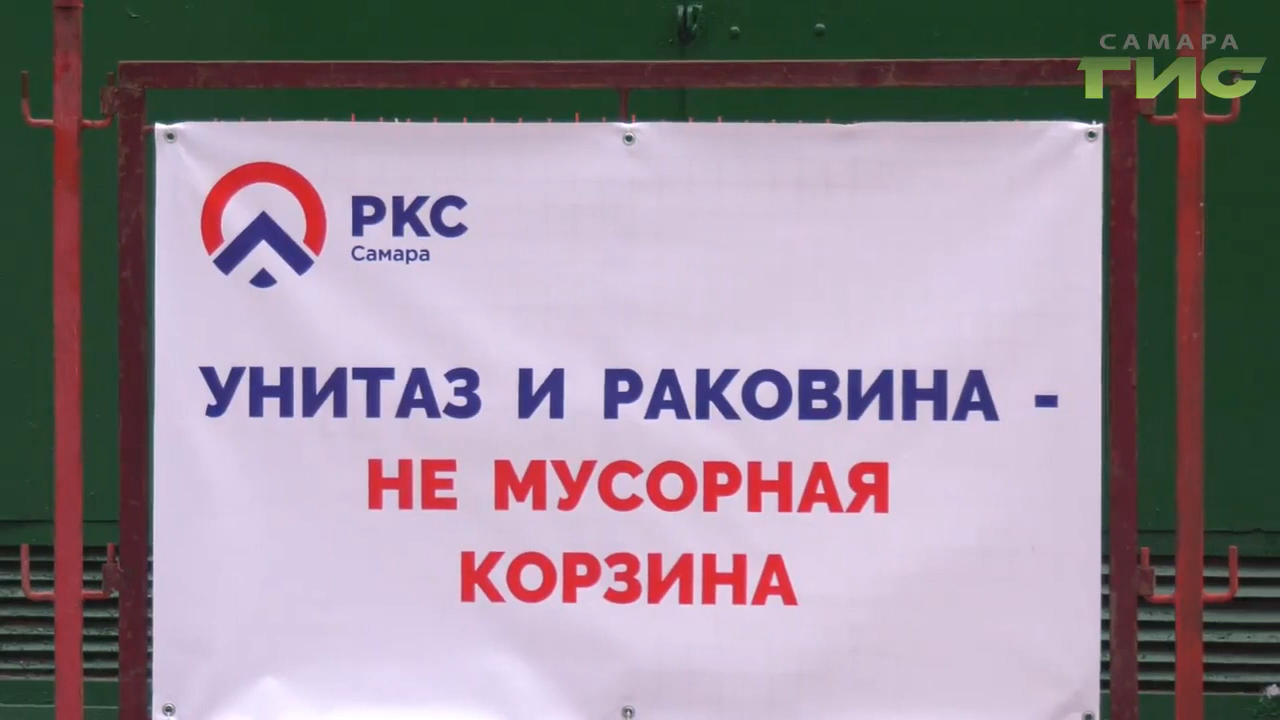 САМАРА
ГИС
РКС
Самара
УНИТАЗ И РАКОВИНА -
НЕ МУСОРНАЯ
КОРЗИНА